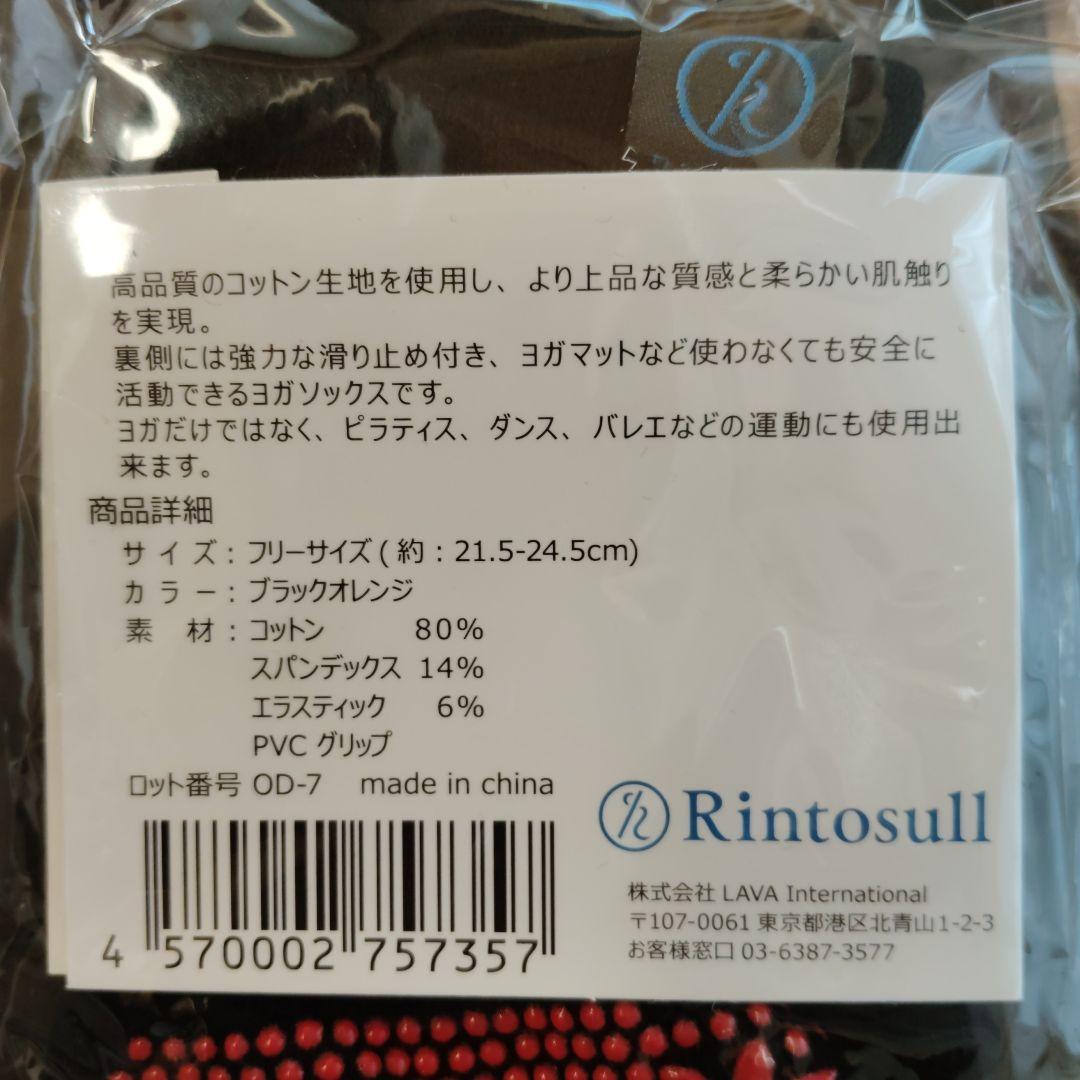 高品質のコットン生地を使用し、より上品な質感と柔らかい肌触り
を実現。
裏側には強力な滑り止め付き、ヨガマットなど使わなくても安全に
活動できるヨガソックスです。
ヨガだけではなく、ピラティス、ダンス、バレエなどの運動にも使用出
来ます。
商品詳細
サイズ：フリーサイズ ( 約：21.5-24.5cm)
カラー：ブラックオレンジ
素　材：コットン 80%
スパンデックス 14%
エラスティック 6%
PVC グリップ
ロット番号 OD-7 made in china
Rintosull
株式会社 LAVA International
〒107-0061 東京都港区北青山1-2-3
お客様窓口 03-6387-3577
4 570002 757357